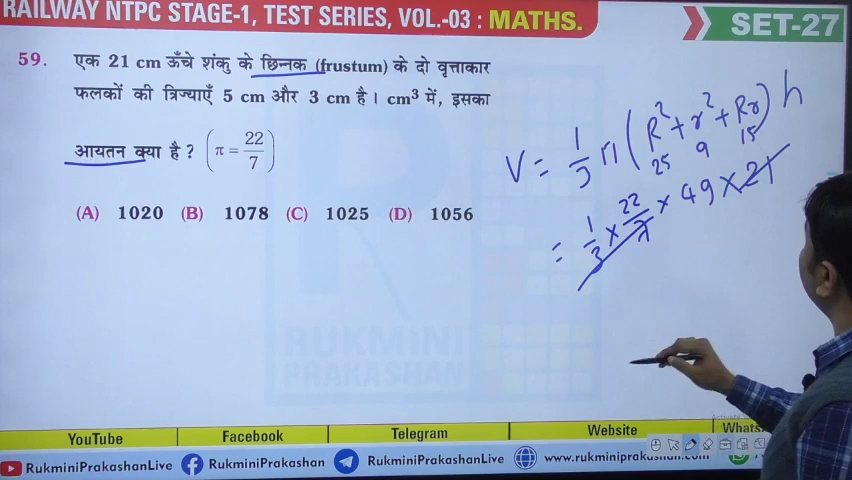 RAILWAY NTPC STAGE-1, TEST SERIES, VOL.-03 : MATHS.
SET-27
59. एक 21 cm ऊँचे शंकु के छिन्नक (frustum) के दो वृत्ताकार
फलकों की त्रिज्याएँ 5 cm और 3 cm है। cm³ में, इसका
आयतन क्या है? (π = 22/7)
(A) 1020 (B) 1078 (C) 1025 (D) 1056
V = 1/3 π (R² + r² + Rr) h
25 9 15
= 1/3 × 22/7 × 49 × 21
RUKMINI
PRAKASHAN
YouTube Facebook Telegram Website
RukminiPrakashanLive RukminiPrakashan RukminiPrakashanLive